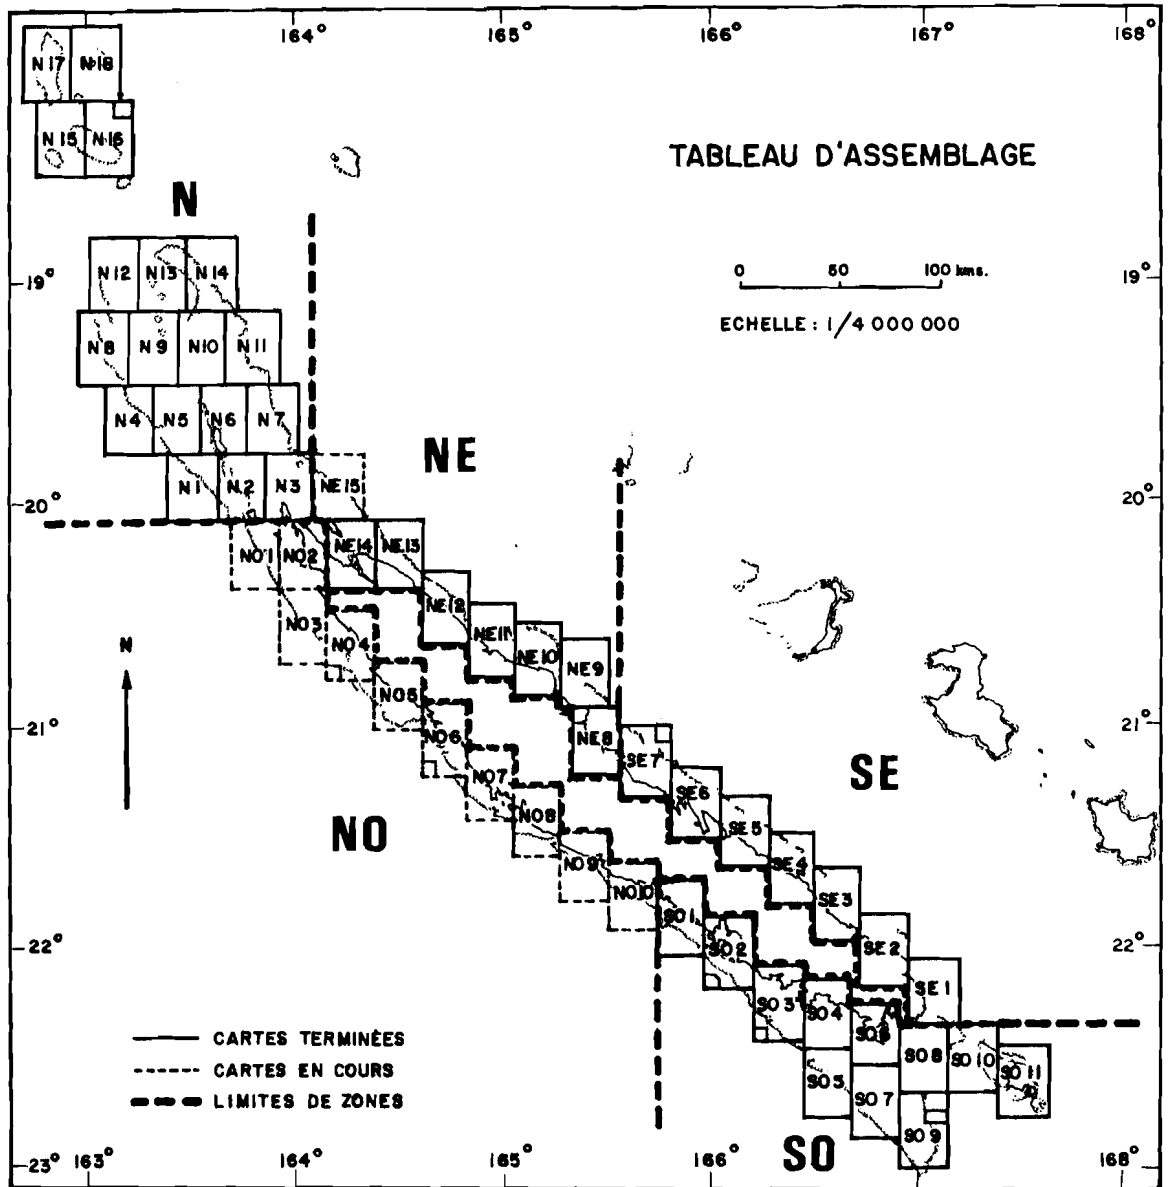 164° 165° 166° 167° 168°
N17 N18
N15 N16
TABLEAU D'ASSEMBLAGE
N
N12 N13 N14
19° 19°
0 50 100 kms.
ECHELLE : 1/4 000 000
N8 N9 N10 N11
N4 N5 N6 N7
NE
N1 N2 N3 NE15
20° 20°
NO1 NO2 NE14 NE13
NE12
NO3 NO4 NE11 NE10 NE9
N
NO5
21° NO6 NE8 21°
SE7
NO7 SE6 SE
NO8 SE5
NO
NO9 SE4
NO10 SE3
SO1
22° SO2 SE2 22°
SE1
SO3 SO4
SO6
CARTES TERMINÉES
SO8 SO10 SO11
CARTES EN COURS
SO5
LIMITES DE ZONES
SO7
SO9
SO
23° 163° 164° 165° 166° 168°